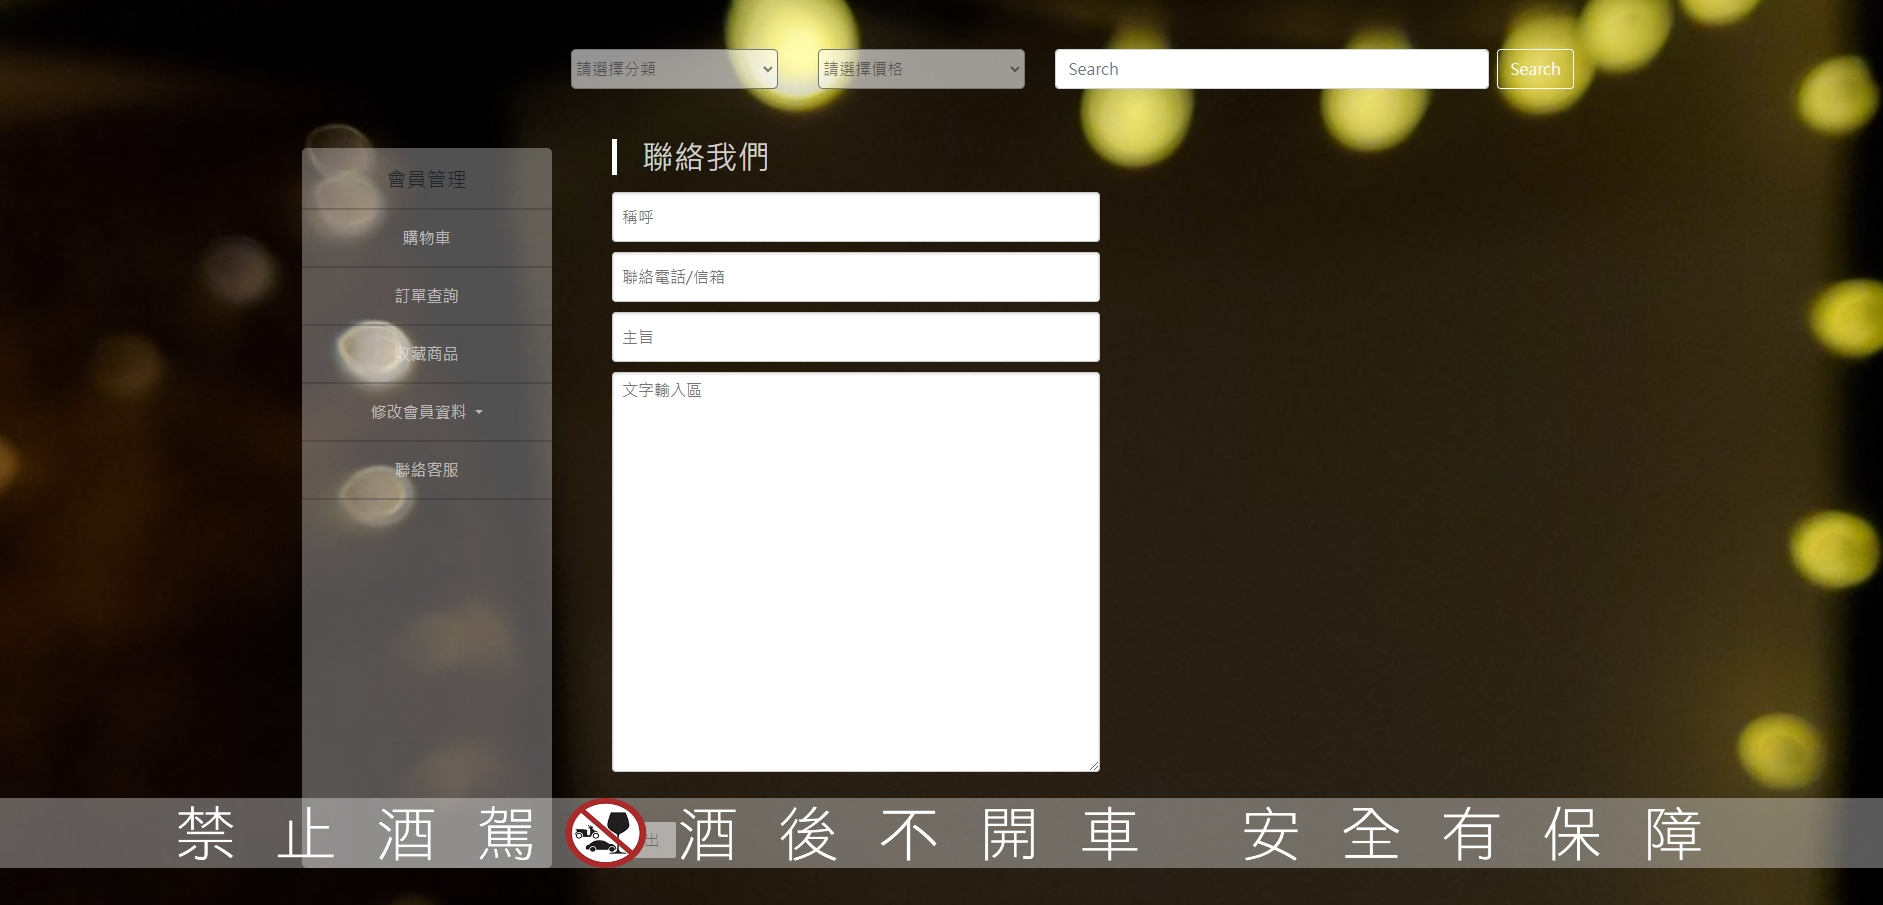 請選擇分類
請選擇價格
Search
Search
會員管理
購物車
訂單查詢
收藏商品
修改會員資料
聯絡客服
聯絡我們
稱呼
聯絡電話/信箱
主旨
文字輸入區
出
禁止酒駕 酒後不開車 安全有保障